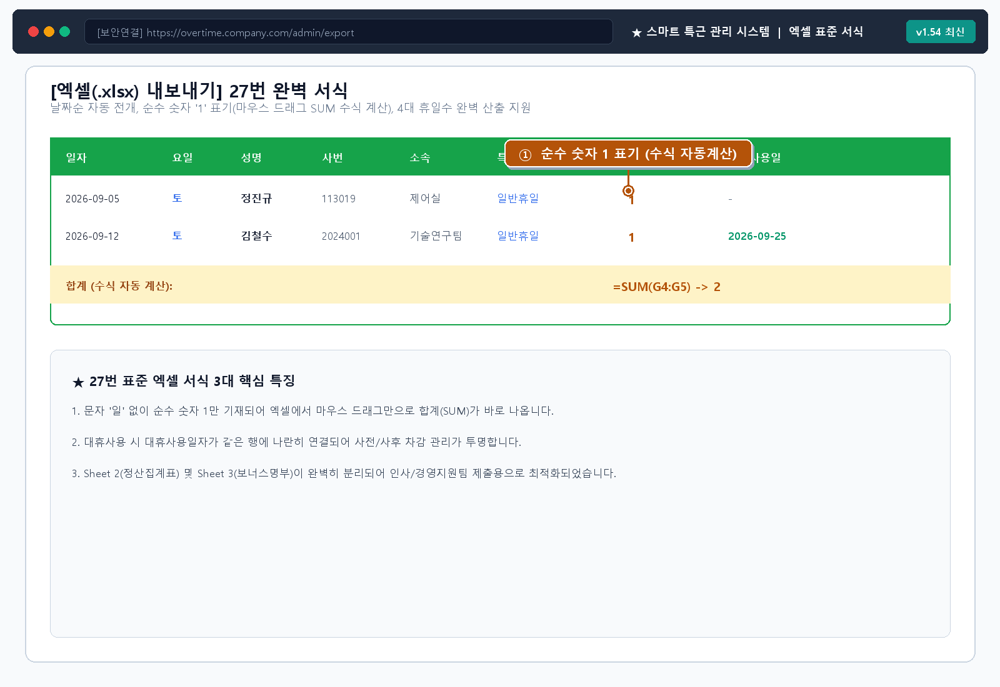 [보안연결] https://overtime.company.com/admin/export
★ 스마트 특근 관리 시스템 | 엑셀 표준 서식
v1.54 최신
[엑셀(.xlsx) 내보내기] 27번 완벽 서식
날짜순 자동 전개, 순수 숫자 '1' 표기(마우스 드래그 SUM 수식 계산), 4대 휴일수 완벽 산출 지원
일자 요일 성명 사번 소속
① 순수 숫자 1 표기 (수식 자동계산)
2026-09-05 토 정진규 113019 제어실 일반휴일 1 -
2026-09-12 토 김철수 2024001 기술연구팀 일반휴일 1 2026-09-25
합계 (수식 자동 계산): =SUM(G4:G5) -> 2
★ 27번 표준 엑셀 서식 3대 핵심 특징
1. 문자 '일' 없이 순수 숫자 1만 기재되어 엑셀에서 마우스 드래그만으로 합계(SUM)가 바로 나옵니다.
2. 대휴사용 시 대휴사용일자가 같은 행에 나란히 연결되어 사전/사후 차감 관리가 투명합니다.
3. Sheet 2(정산집계표) 및 Sheet 3(보너스명부)이 완벽히 분리되어 인사/경영지원팀 제출용으로 최적화되었습니다.